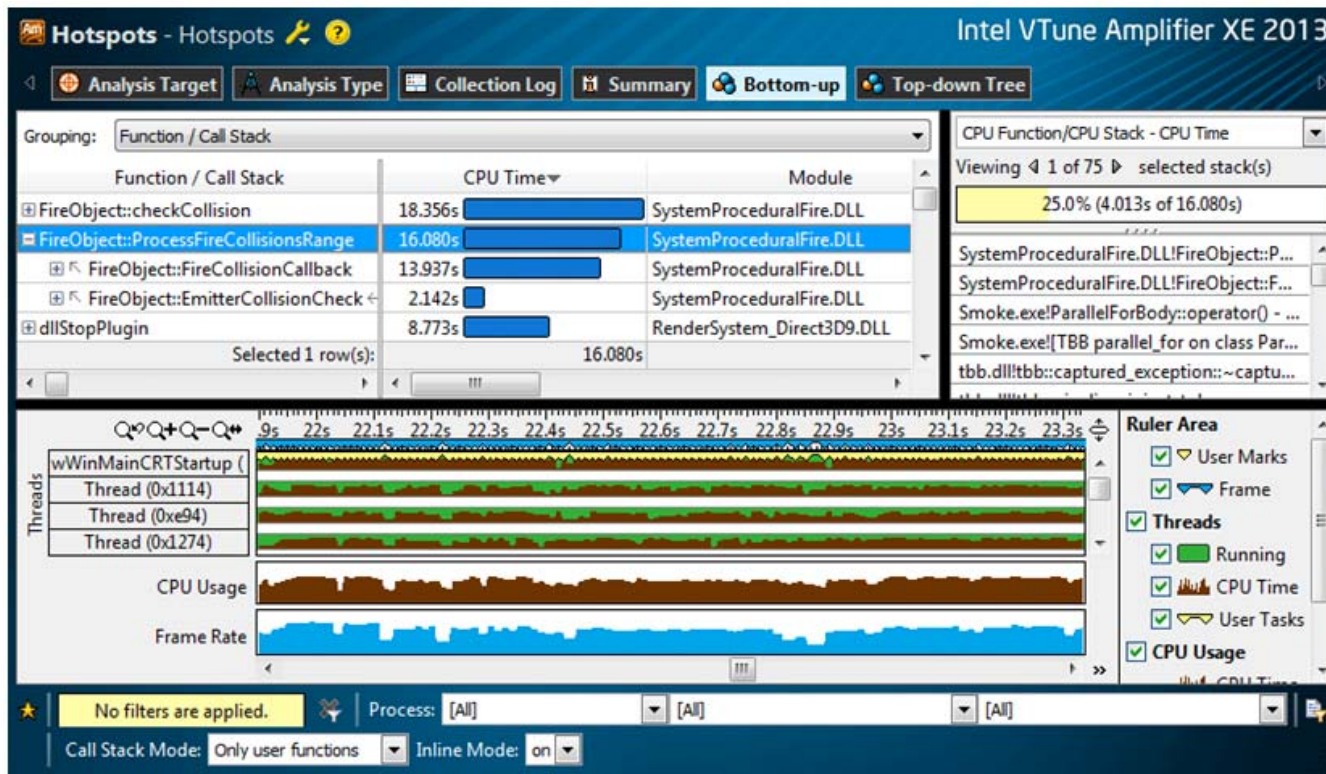 Hotspots - Hotspots
Intel VTune Amplifier XE 2013
Analysis Target Analysis Type Collection Log Summary Bottom-up Top-down Tree
Grouping: Function / Call Stack
Function / Call Stack CPU Time Module
FireObject::checkCollision 18.356s SystemProceduralFire.DLL
FireObject::ProcessFireCollisionsRange 16.080s SystemProceduralFire.DLL
FireObject::FireCollisionCallback 13.937s SystemProceduralFire.DLL
FireObject::EmitterCollisionCheck 2.142s SystemProceduralFire.DLL
dllStopPlugin 8.773s RenderSystem_Direct3D9.DLL
Selected 1 row(s): 16.080s
CPU Function/CPU Stack - CPU Time
Viewing 1 of 75 selected stack(s)
25.0% (4.013s of 16.080s)
SystemProceduralFire.DLL!FireObject::P...
SystemProceduralFire.DLL!FireObject::F...
Smoke.exe!ParallelForBody::operator() - ...
Smoke.exe![TBB parallel_for on class Par...
tbb.dll!tbb::captured_exception::~captu...
.9s 22s 22.1s 22.2s 22.3s 22.4s 22.5s 22.6s 22.7s 22.8s 22.9s 23s 23.1s 23.2s 23.3s
Threads
wWinMainCRTStartup (
Thread (0x1114)
Thread (0xe94)
Thread (0x1274)
CPU Usage
Frame Rate
Ruler Area
User Marks
Frame
Threads
Running
CPU Time
User Tasks
CPU Usage
CPU Time
No filters are applied. Process: [All] [All] [All]
Call Stack Mode: Only user functions Inline Mode: on